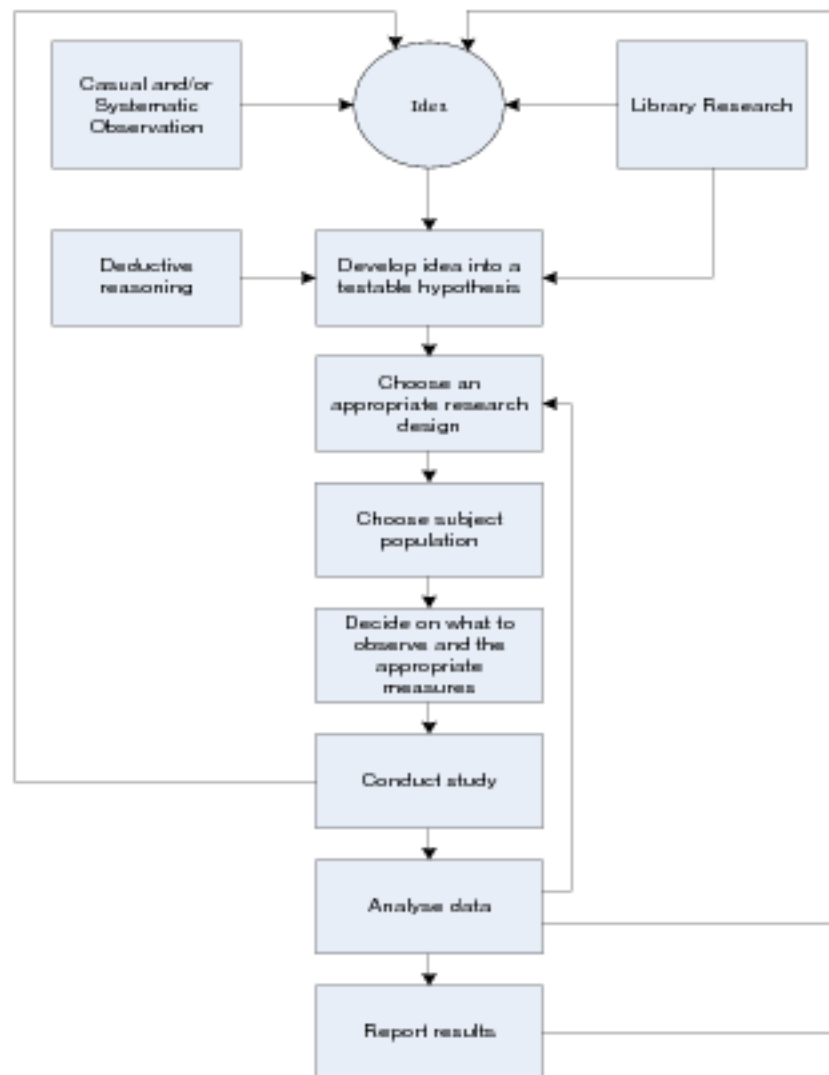 Casual and/or
Systematic
Observation
Idea
Library Research
Deductive
reasoning
Develop idea into a
testable hypothesis
Choose an
appropriate research
design
Choose subject
population
Decide on what to
observe and the
appropriate
measures
Conduct study
Analyse data
Report results